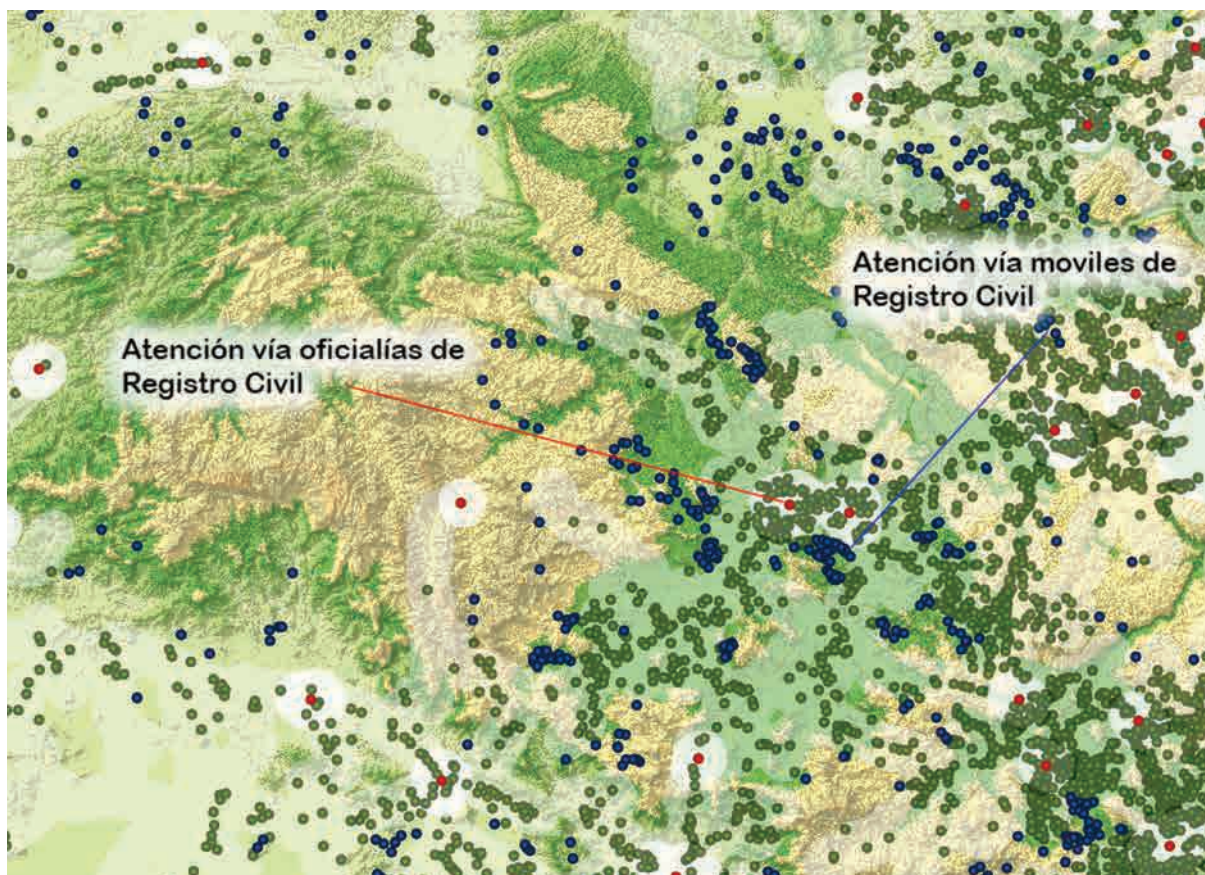 Atención vía moviles de
Registro Civil
Atención vía oficialías de
Registro Civil